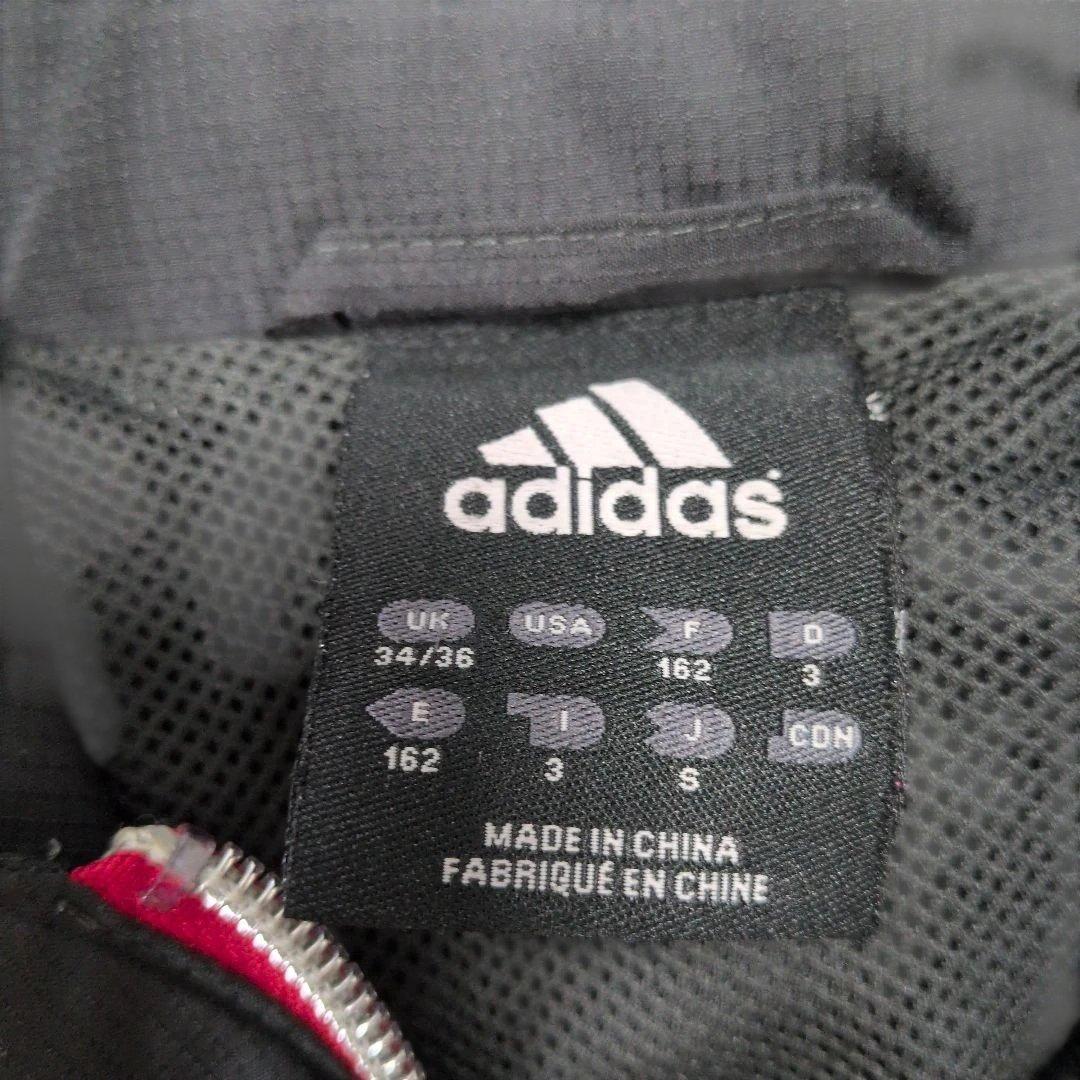 adidas
UK USA F D
34/36 162 3
E I J CDN
162 3 S
MADE IN CHINA
FABRIQUÉ EN CHINE